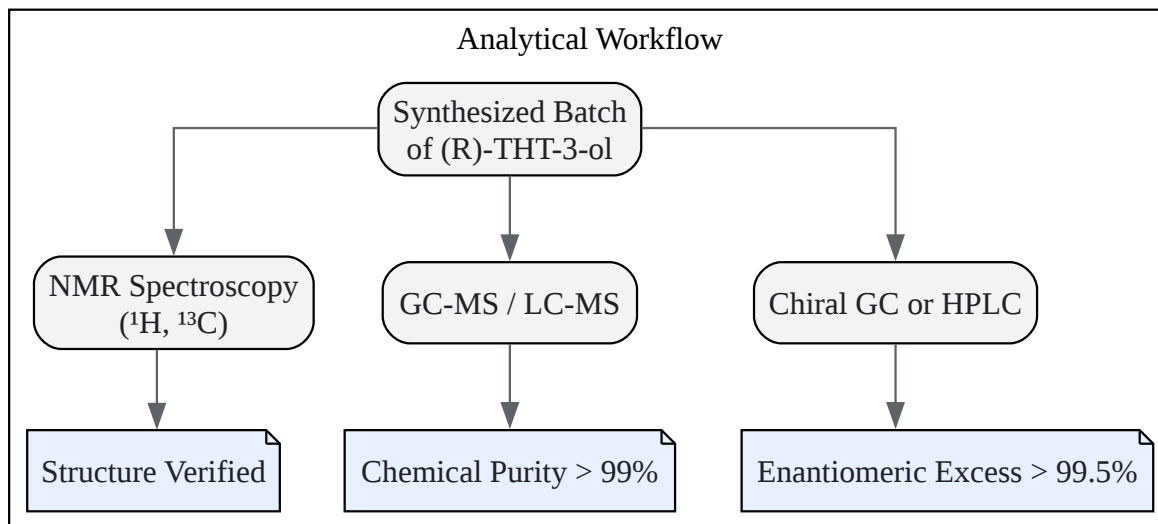 Analytical Workflow
Synthesized Batch
of (R)-THT-3-ol
NMR Spectroscopy
(¹H, ¹³C)
GC-MS / LC-MS
Chiral GC or HPLC
Structure Verified
Chemical Purity > 99%
Enantiomeric Excess > 99.5%